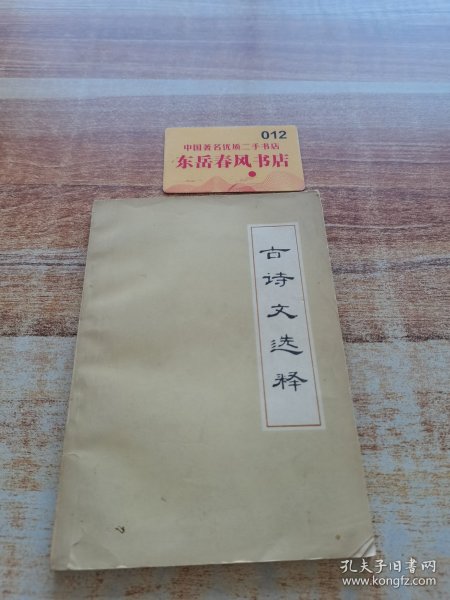 012
中国著名优质二手书店
东岳春风书店
古诗文选释
孔夫子旧书网
www.kongfz.com